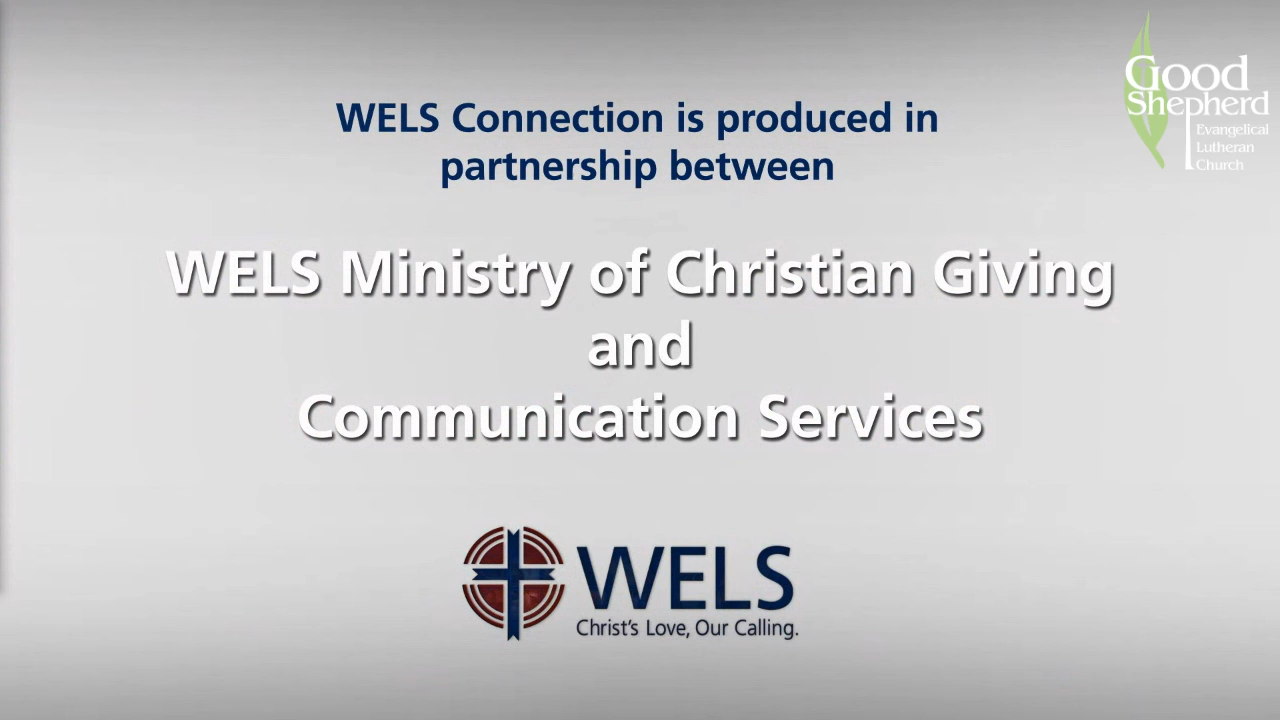 Good
Shepherd
Evangelical
Lutheran
Church
WELS Connection is produced in
partnership between
WELS Ministry of Christian Giving
and
Communication Services
WELS
Christ's Love, Our Calling.